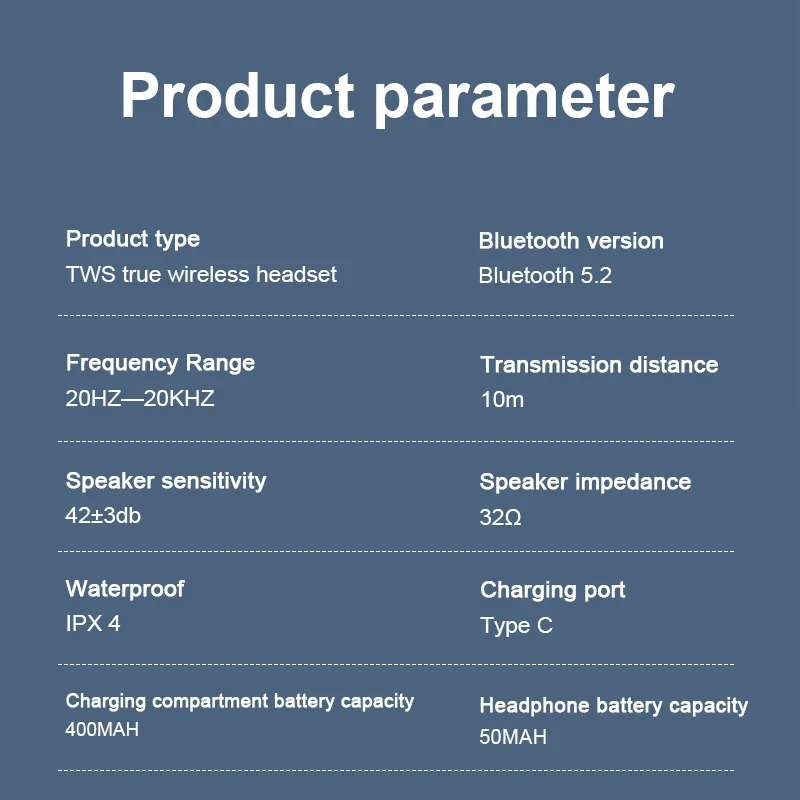 Product parameter
Product type
TWS true wireless headset
Bluetooth version
Bluetooth 5.2
Frequency Range
20HZ—20KHZ
Transmission distance
10m
Speaker sensitivity
42±3db
Speaker impedance
32Ω
Waterproof
IPX 4
Charging port
Type C
Charging compartment battery capacity
400MAH
Headphone battery capacity
50MAH